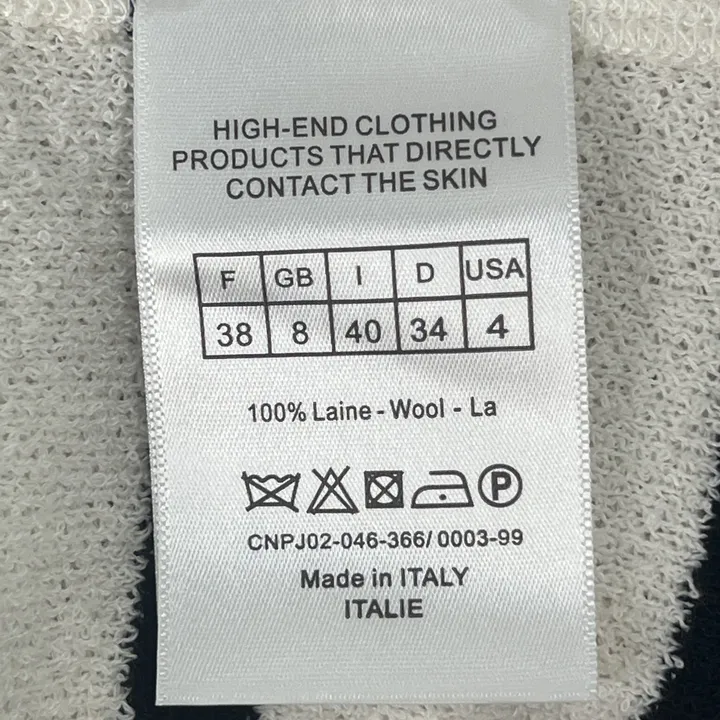 HIGH-END CLOTHING
PRODUCTS THAT DIRECTLY
CONTACT THE SKIN
F GB I D USA
38 8 40 34 4
100% Laine - Wool - La
P
CNPJ02-046-366/ 0003-99
Made in ITALY
ITALIE